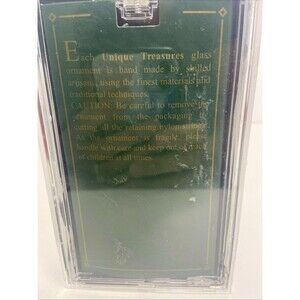 Each Unique Treasures glass
ornament is hand made by skilled
artisans, using the finest materials and
traditional techniques.
CAUTION: Be careful to remove the
ornament from the packaging by
cutting all the retaining nylon strings.
As the ornament is fragile, please
handle with care and keep out of reach
of children at all times.